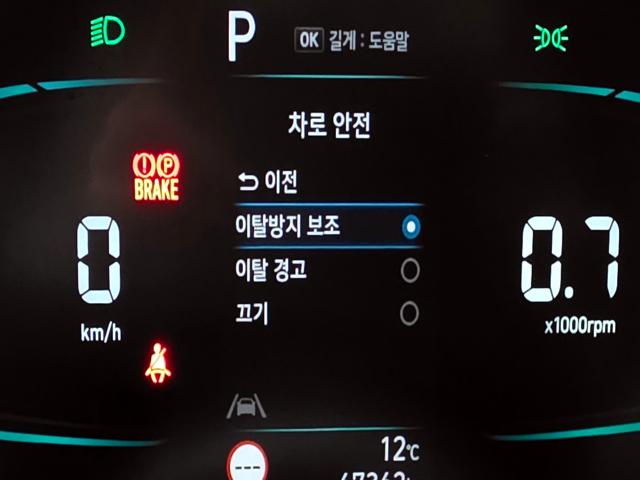 P
OK 길게 : 도움말
차로 안전
이전
BRAKE
이탈방지 보조
이탈 경고
끄기
0
km/h
0.7
x1000rpm
---
12℃